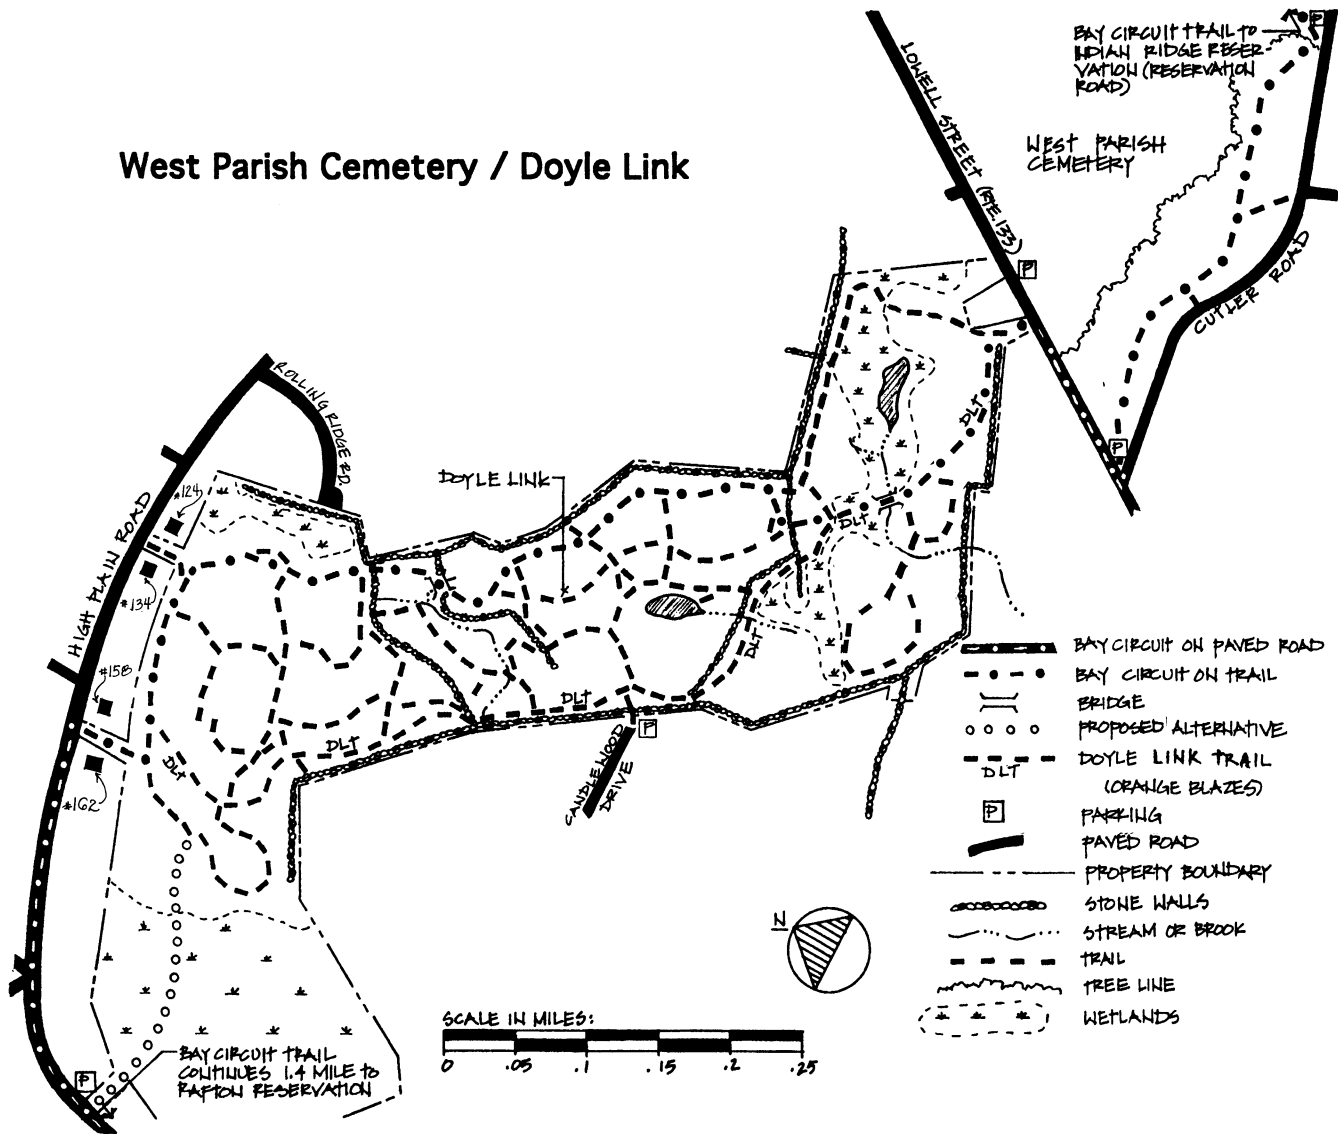 West Parish Cemetery / Doyle Link
BAY CIRCUIT TRAIL TO
INDIAN RIDGE RESER-
VATION (RESERVATION
ROAD)
P
WEST PARISH
CEMETERY
LOWELL STREET (RTE. 133)
P
CUTLER ROAD
P
ROLLING RIDGE RD.
HIGH PLAIN ROAD
#124
#134
#158
#162
DOYLE LINK
DLT
DLT
DLT
DLT
DLT
DLT
P
CANDLEWOOD
DRIVE
BAY CIRCUIT ON PAVED ROAD
BAY CIRCUIT ON TRAIL
BRIDGE
PROPOSED ALTERNATIVE
DOYLE LINK TRAIL
DLT
(ORANGE BLAZES)
P
PARKING
PAVED ROAD
PROPERTY BOUNDARY
STONE WALLS
STREAM OR BROOK
TRAIL
TREE LINE
WETLANDS
N
SCALE IN MILES:
0 .05 .1 .15 .2 .25
P
BAY CIRCUIT TRAIL
CONTINUES 1.4 MILE TO
RAFTON RESERVATION